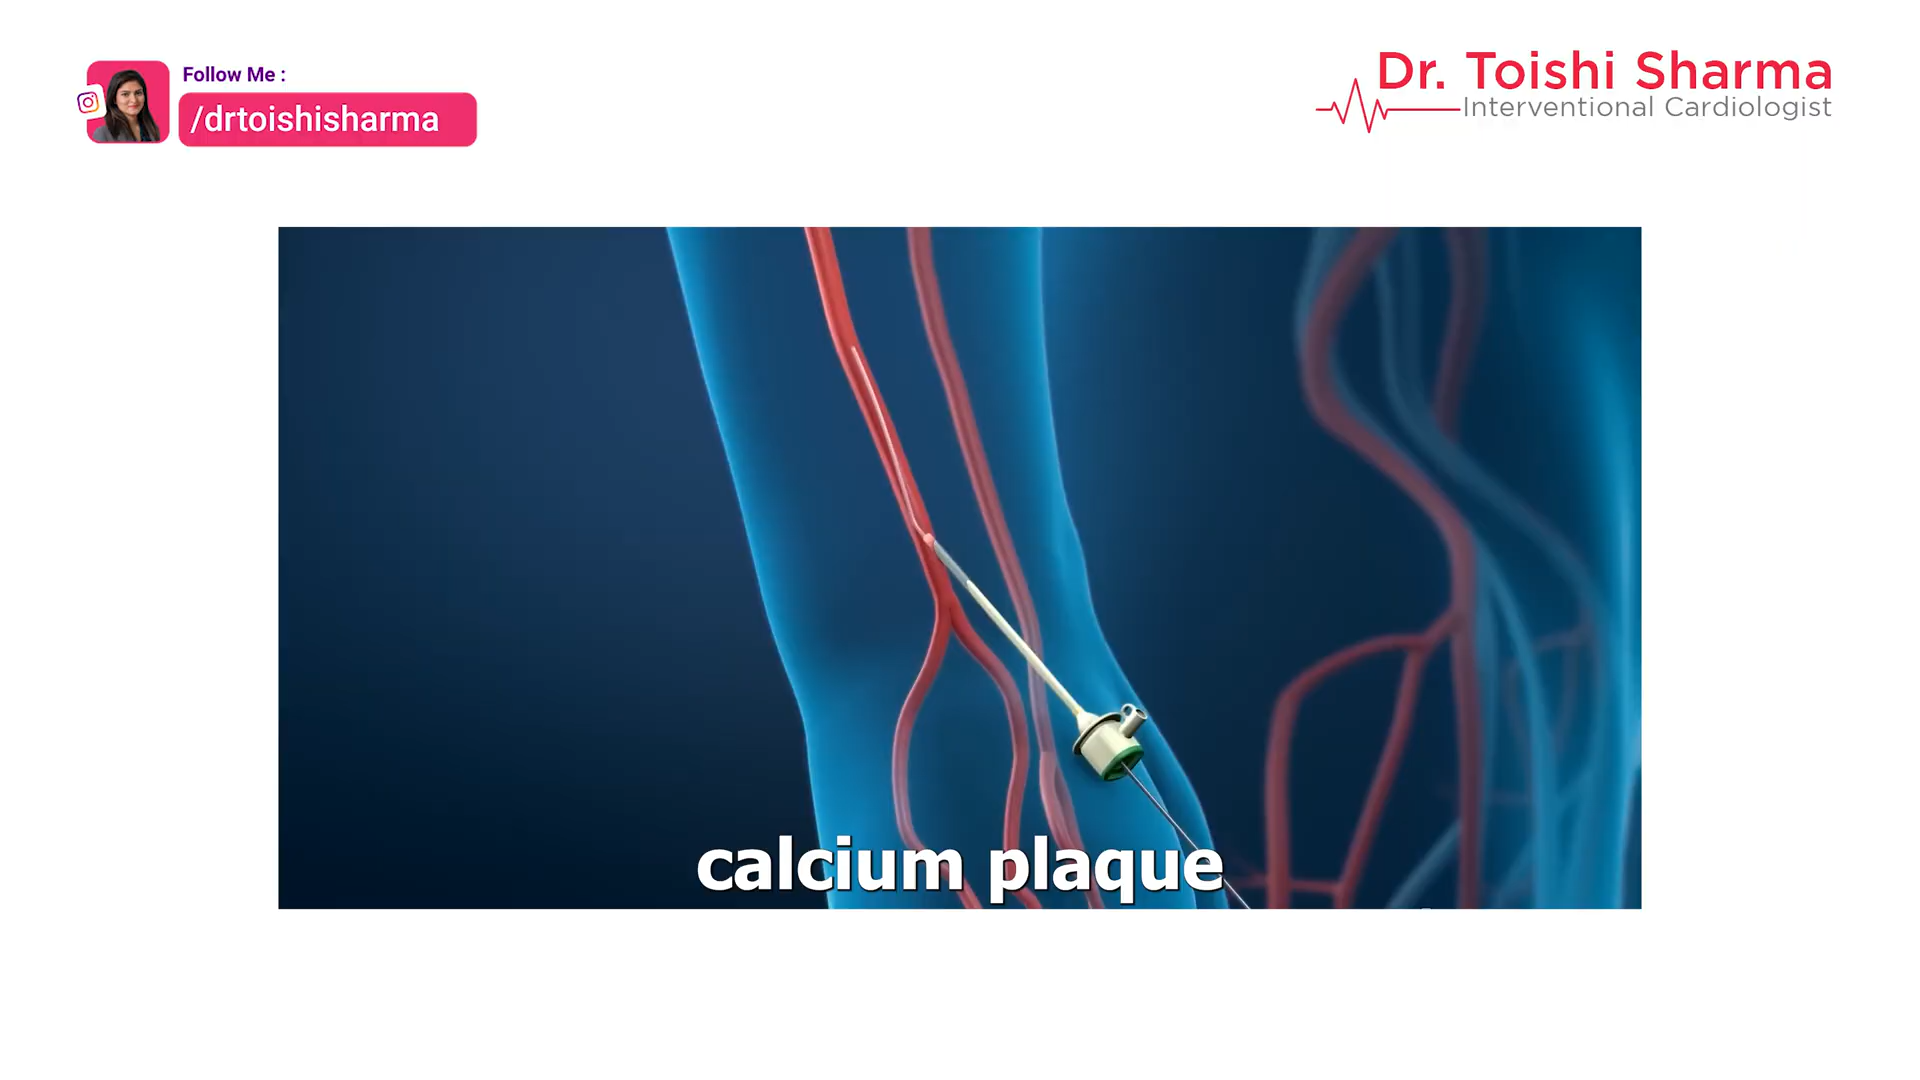 Follow Me :
/drtoishisharma
Dr. Toishi Sharma
Interventional Cardiologist
calcium plaque